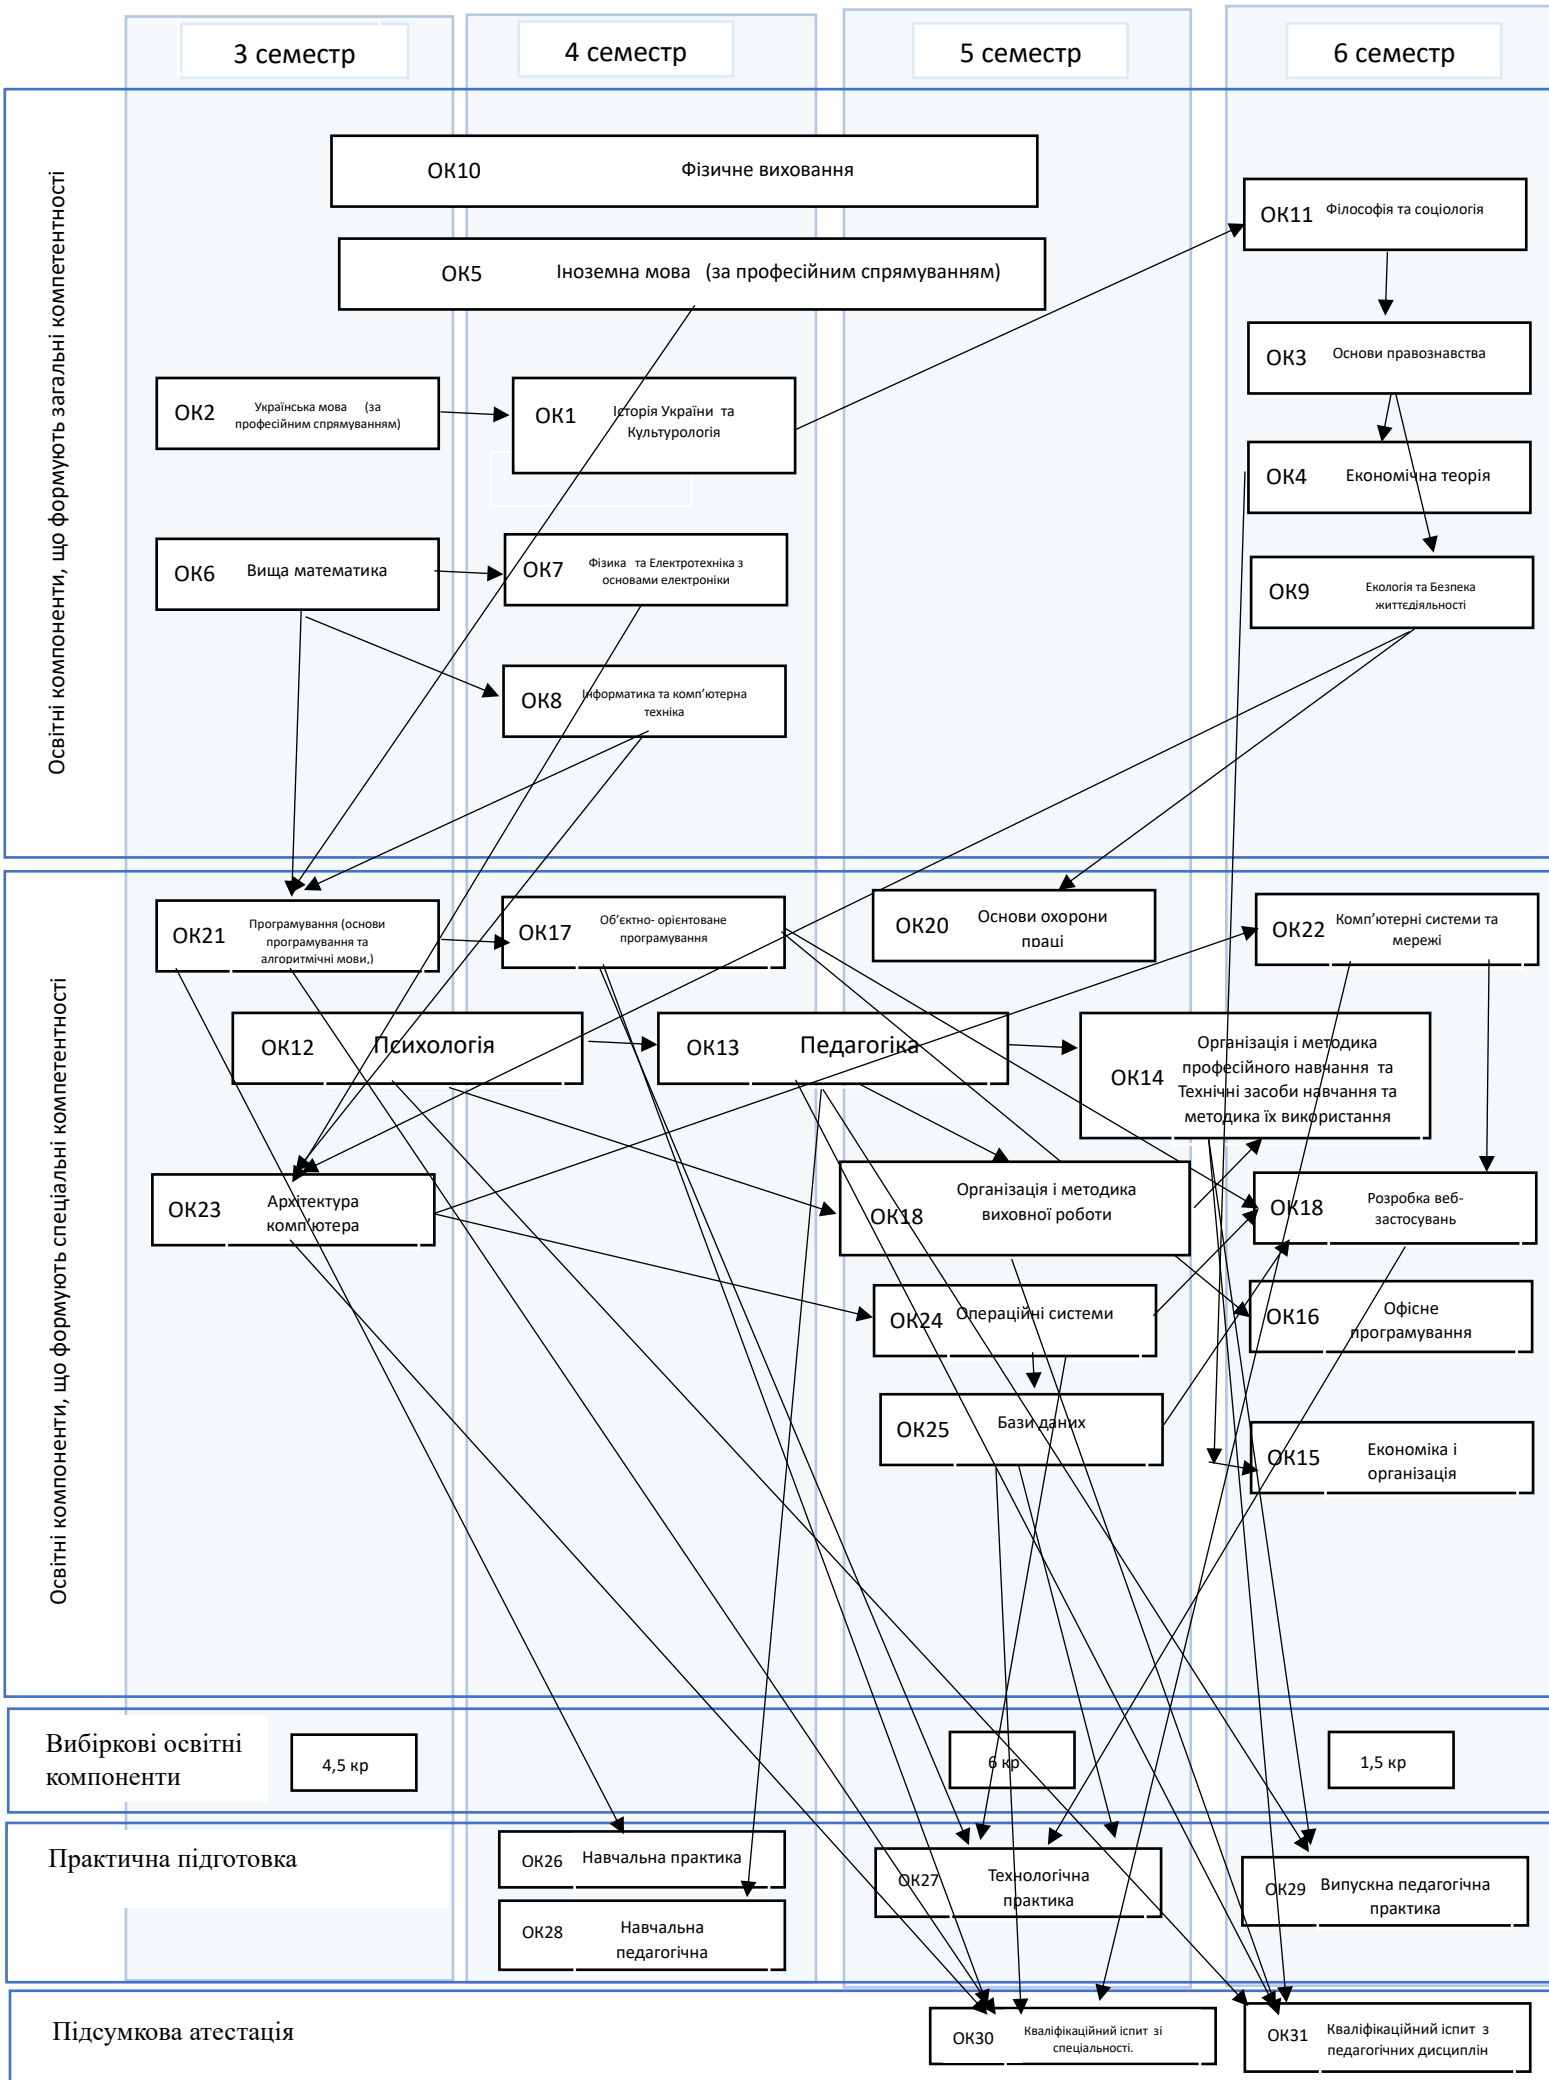 3 семестр
4 семестр
5 семестр
6 семестр
Освітні компоненти, що формують загальні компетентності
ОК10 Фізичне виховання
ОК11 Філософія та соціологія
ОК5 Іноземна мова (за професійним спрямуванням)
ОК3 Основи правознавства
ОК2 Українська мова (за
професійним спрямуванням)
ОК1 Історія України та
Культурологія
ОК4 Економічна теорія
ОК6 Вища математика
ОК7 Фізика та Електротехніка з
основами електроніки
ОК9 Екологія та Безпека
життєдіяльності
ОК8 Інформатика та комп’ютерна
техніка
Освітні компоненти, що формують спеціальні компетентності
ОК21 Програмування (основи
програмування та
алгоритмічні мови,)
ОК17 Об’єктно- орієнтоване
програмування
ОК20 Основи охорони
праці
ОК22 Комп’ютерні системи та
мережі
ОК12 Психологія
ОК13 Педагогіка
ОК14 Організація і методика
професійного навчання та
Технічні засоби навчання та
методика їх використання
ОК23 Архітектура
комп’ютера
ОК18 Організація і методика
виховної роботи
ОК18 Розробка веб-
застосувань
ОК24 Операційні системи
ОК16 Офісне
програмування
ОК25 Бази даних
ОК15 Економіка і
організація
Вибіркові освітні
компоненти
4,5 кр
6 кр
1,5 кр
Практична підготовка
ОК26 Навчальна практика
ОК27 Технологічна
практика
ОК29 Випускна педагогічна
практика
ОК28 Навчальна
педагогічна
Підсумкова атестація
ОК30 Кваліфікаційний іспит зі
спеціальності.
ОК31 Кваліфікаційний іспит з
педагогічних дисциплін